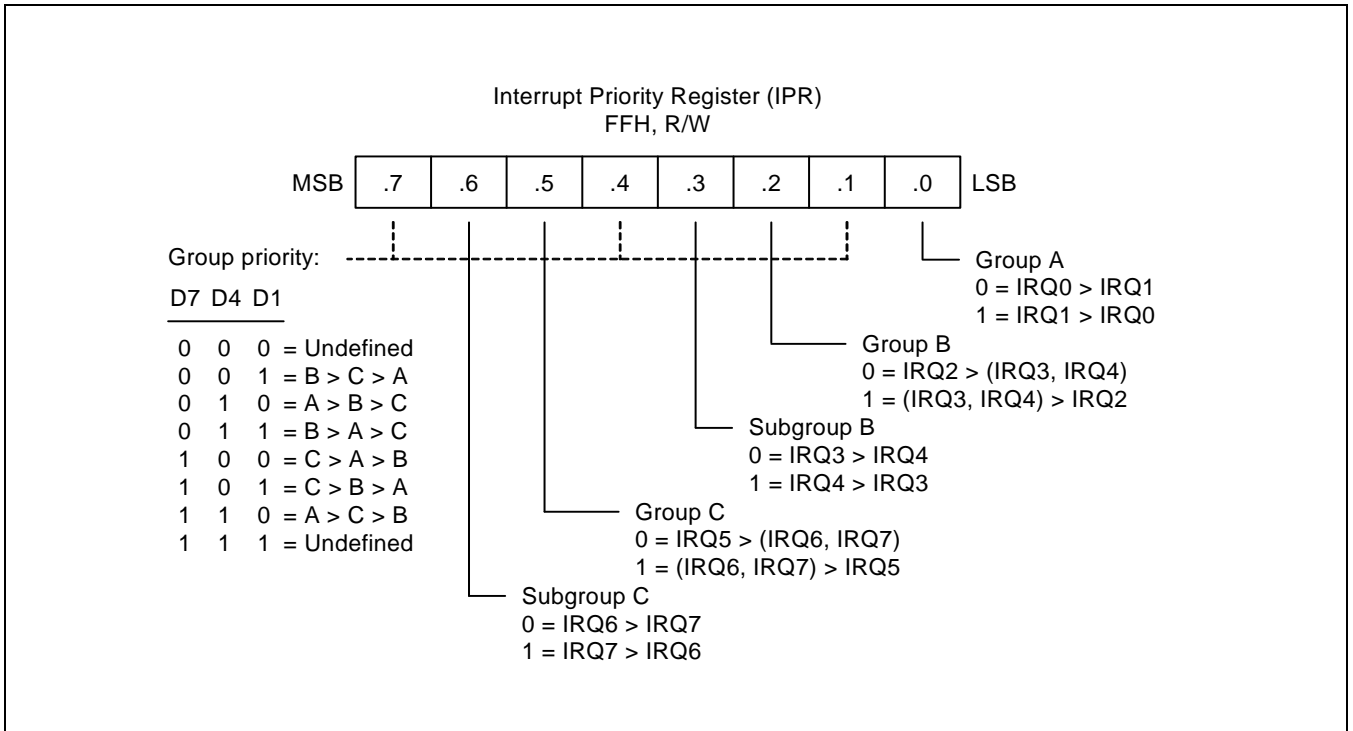 Interrupt Priority Register (IPR)
FFH, R/W
MSB .7 .6 .5 .4 .3 .2 .1 .0 LSB
Group priority:
D7 D4 D1
0 0 0 = Undefined
0 0 1 = B > C > A
0 1 0 = A > B > C
0 1 1 = B > A > C
1 0 0 = C > A > B
1 0 1 = C > B > A
1 1 0 = A > C > B
1 1 1 = Undefined
Group A
0 = IRQ0 > IRQ1
1 = IRQ1 > IRQ0
Group B
0 = IRQ2 > (IRQ3, IRQ4)
1 = (IRQ3, IRQ4) > IRQ2
Subgroup B
0 = IRQ3 > IRQ4
1 = IRQ4 > IRQ3
Group C
0 = IRQ5 > (IRQ6, IRQ7)
1 = (IRQ6, IRQ7) > IRQ5
Subgroup C
0 = IRQ6 > IRQ7
1 = IRQ7 > IRQ6